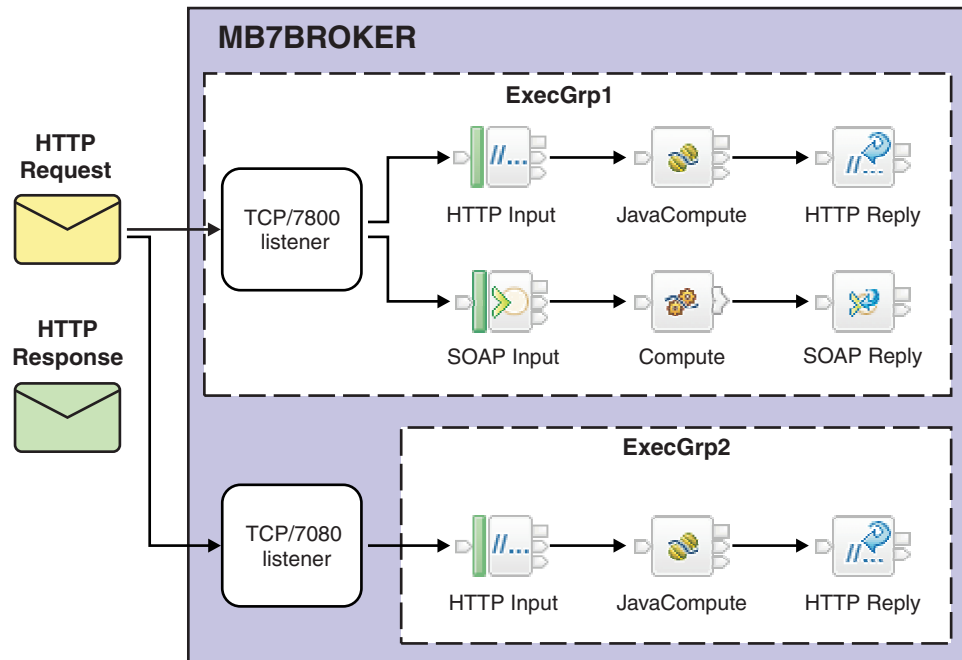 MB7BROKER
ExecGrp1
HTTP
Request
TCP/7800
listener
//...
//...
HTTP Input
JavaCompute
HTTP Reply
SOAP Input
Compute
SOAP Reply
HTTP
Response
ExecGrp2
TCP/7080
listener
//...
//...
HTTP Input
JavaCompute
HTTP Reply